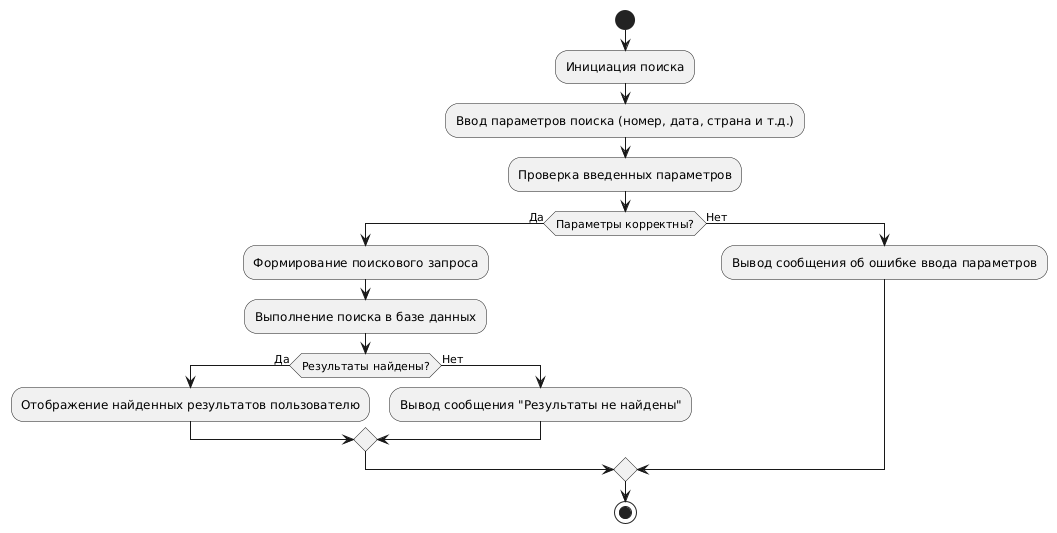 Инициация поиска
Ввод параметров поиска (номер, дата, страна и т.д.)
Проверка введенных параметров
Да
Параметры корректны?
Нет
Формирование поискового запроса
Вывод сообщения об ошибке ввода параметров
Выполнение поиска в базе данных
Да
Результаты найдены?
Нет
Отображение найденных результатов пользователю
Вывод сообщения "Результаты не найдены"